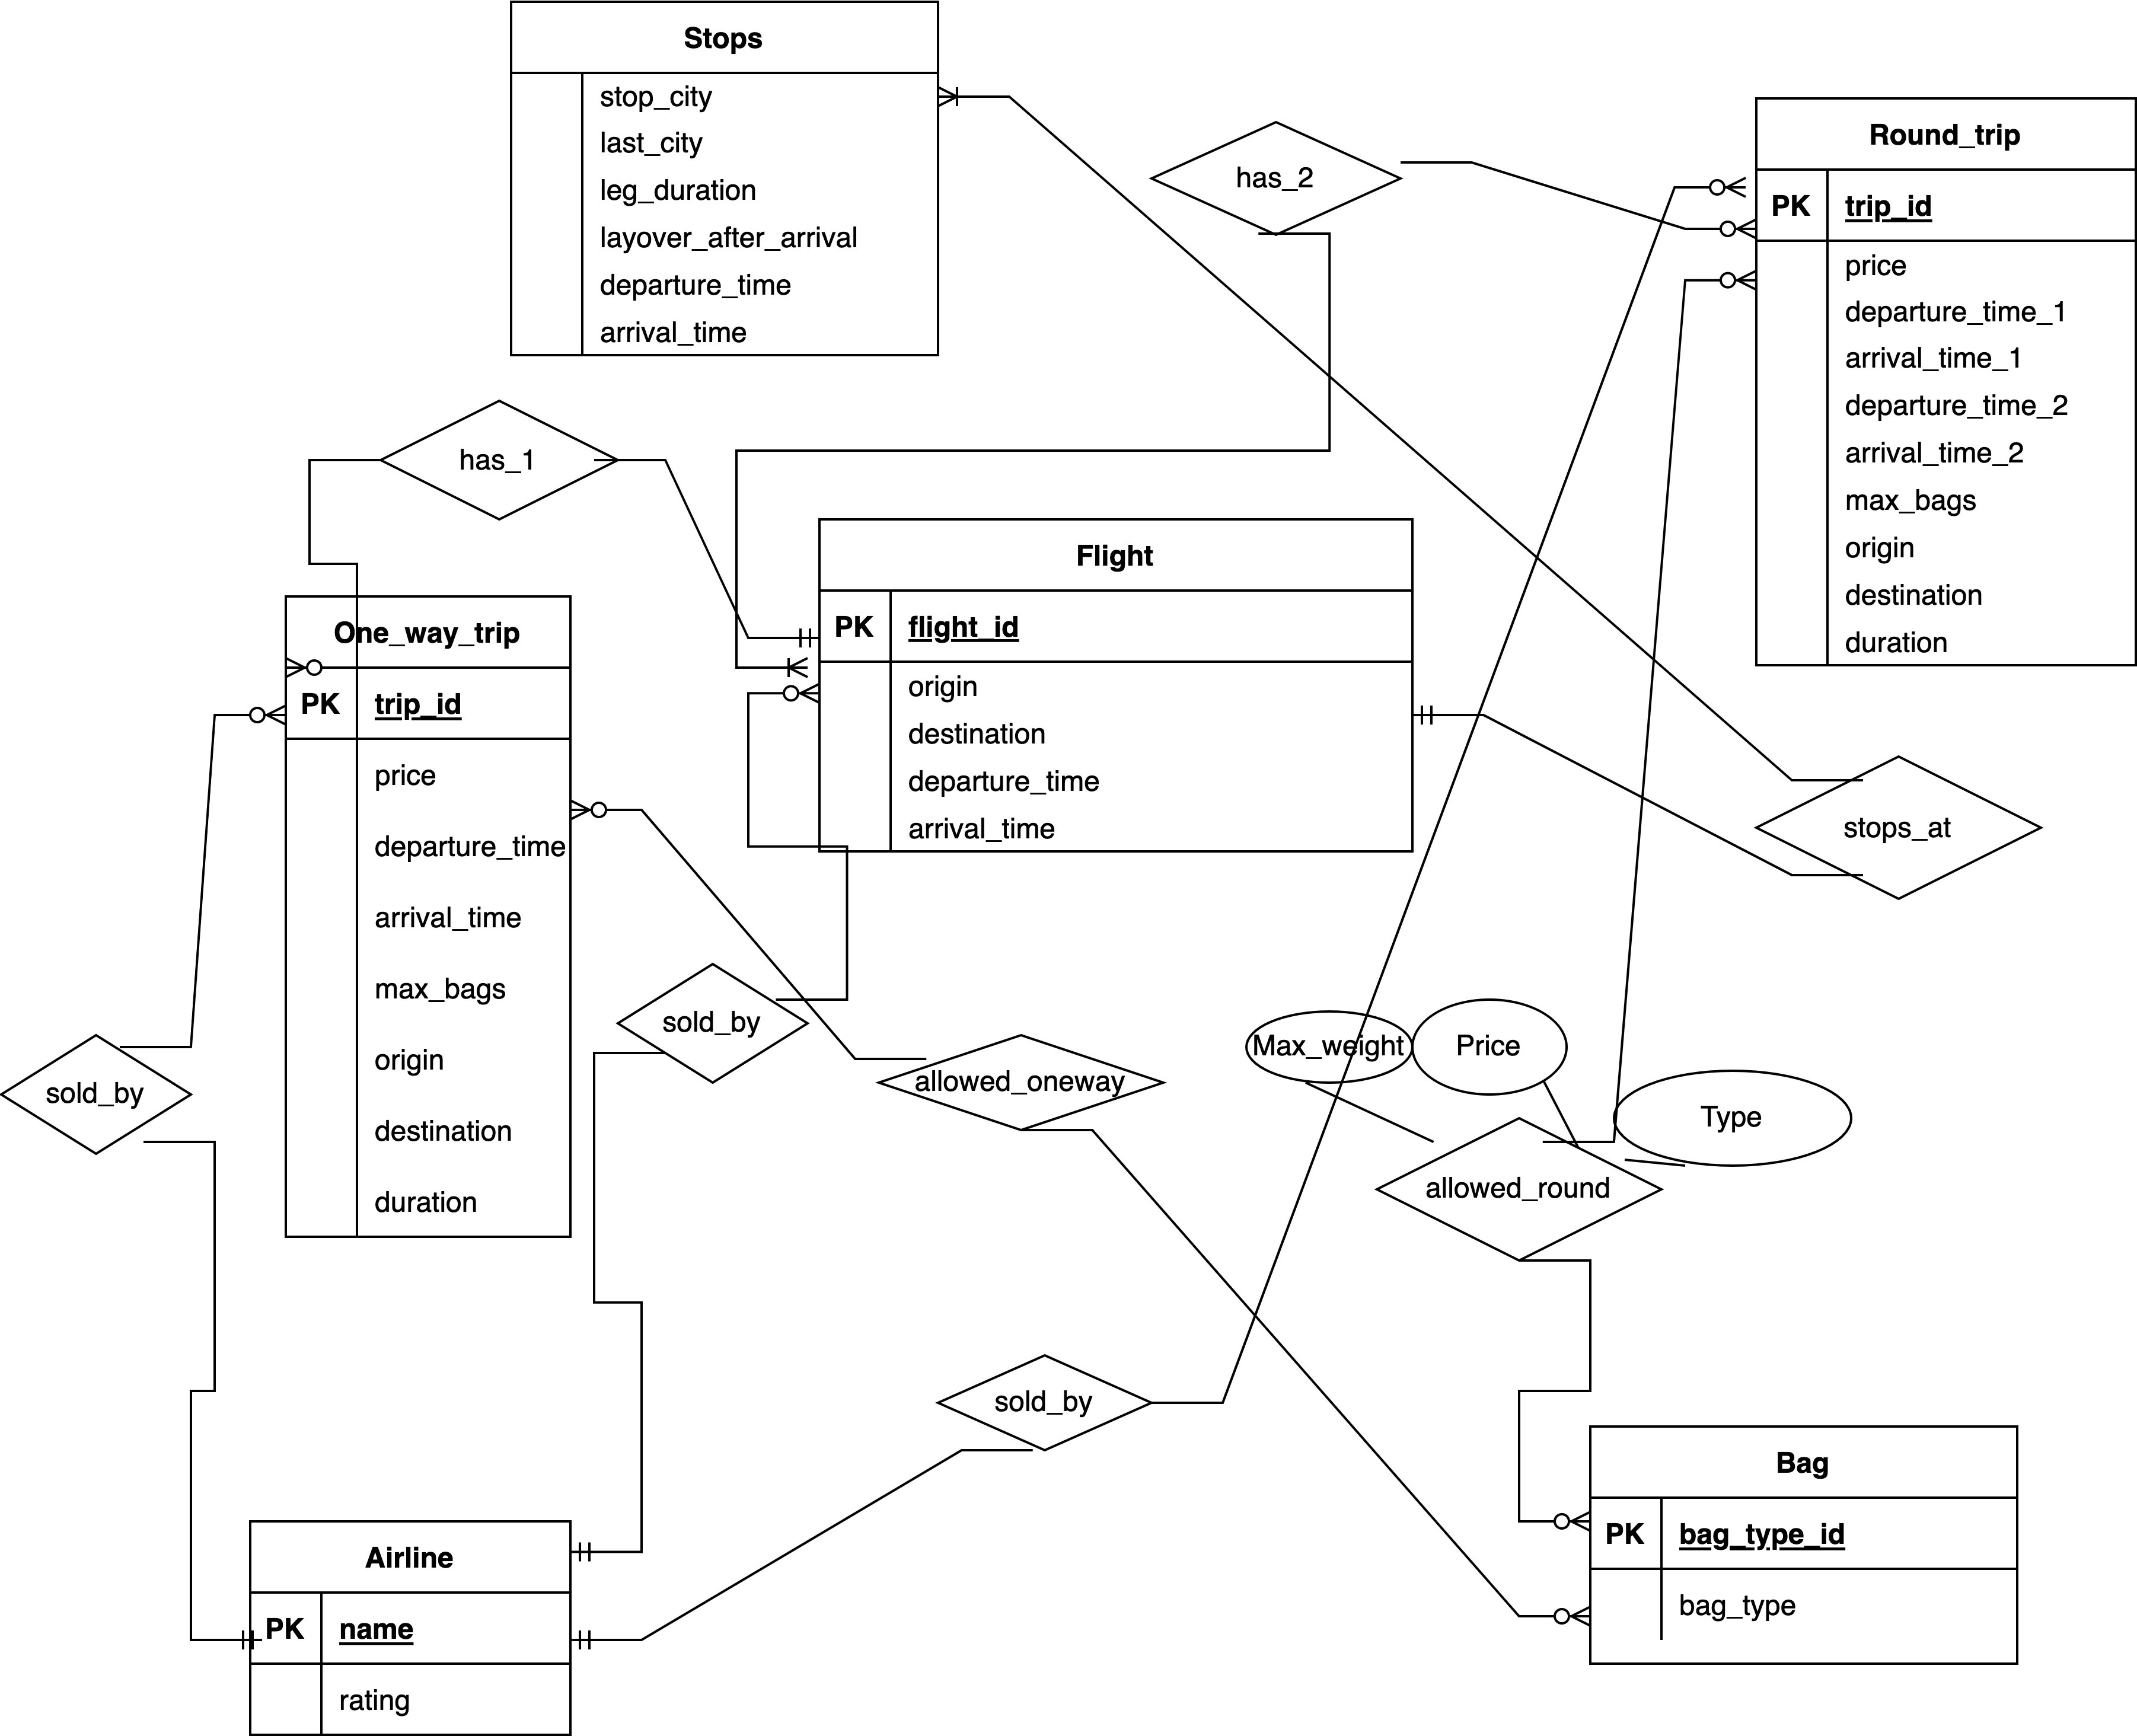 Stops
stop_city
last_city
leg_duration
layover_after_arrival
departure_time
arrival_time
has_2
Round_trip
PK trip_id
price
departure_time_1
arrival_time_1
departure_time_2
arrival_time_2
max_bags
origin
destination
duration
has_1
Flight
PK flight_id
origin
destination
departure_time
arrival_time
One_way_trip
PK trip_id
price
departure_time
arrival_time
max_bags
origin
destination
duration
stops_at
sold_by
sold_by
allowed_oneway
Max_weight
Price
Type
allowed_round
sold_by
Airline
PK name
rating
Bag
PK bag_type_id
bag_type